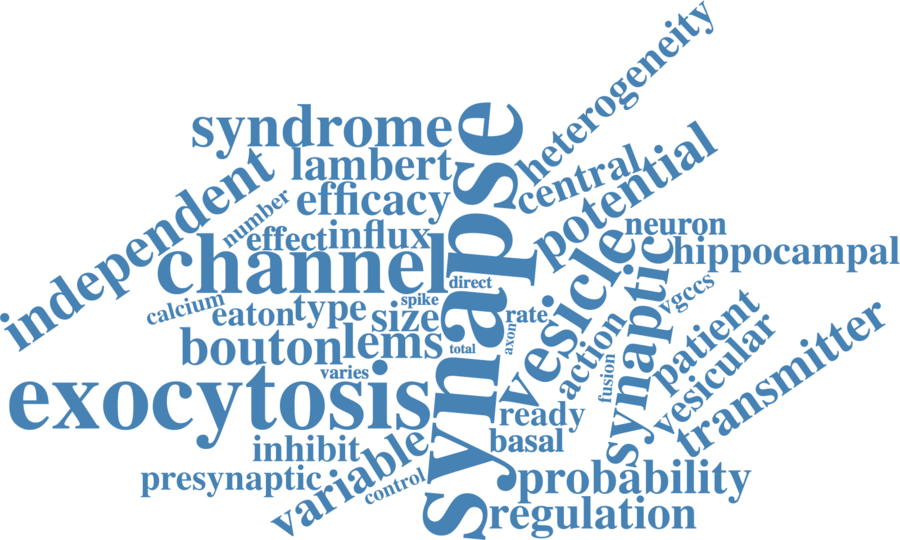 heterogeneity
syndrome
synapse
lambert
central
potential
independent
efficacy
number
neuron
effect
influx
channel
hippocampal
vesicle
synaptic
direct
vgccs
calcium
spike
eaton
type
size
rate
patient
action
axon
vesicular
transmitter
bouton
lems
total
varies
fusion
exocytosis
ready
basal
inhibit
variable
presynaptic
control
probability
regulation